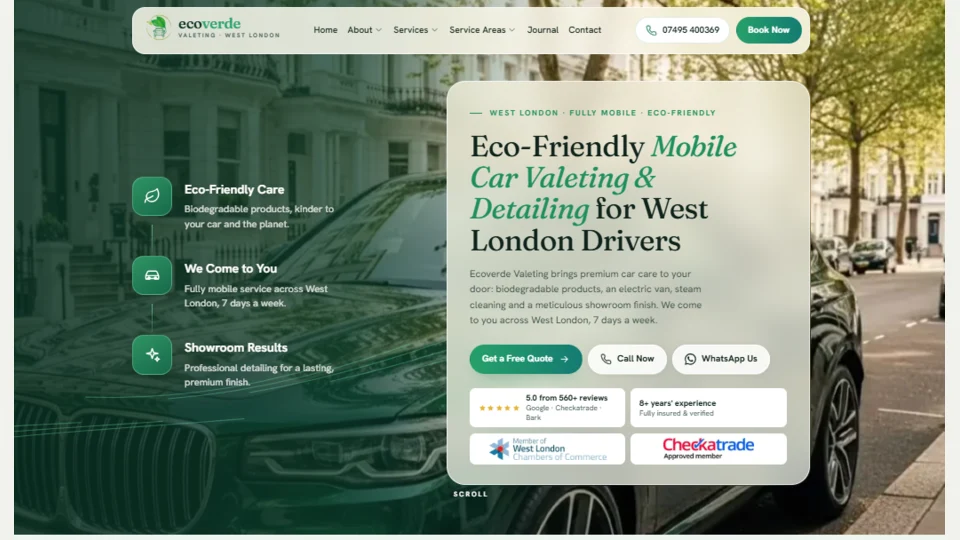 ecoverde
VALETING · WEST LONDON
Home
About
Services
Service Areas
Journal
Contact
07495 400369
Book Now
Eco-Friendly Care
Biodegradable products, kinder to
your car and the planet.
We Come to You
Fully mobile service across West
London, 7 days a week.
Showroom Results
Professional detailing for a lasting,
premium finish.
WEST LONDON · FULLY MOBILE · ECO-FRIENDLY
Eco-Friendly Mobile
Car Valeting &
Detailing for West
London Drivers
Ecoverde Valeting brings premium car care to your
door: biodegradable products, an electric van, steam
cleaning and a meticulous showroom finish. We come
to you across West London, 7 days a week.
Get a Free Quote →
Call Now
WhatsApp Us
★★★★★
5.0 from 560+ reviews
Google · Checkatrade ·
Bark
8+ years' experience
Fully insured & verified
Member of
West London
Chambers of Commerce
Checkatrade
Approved member
SCROLL